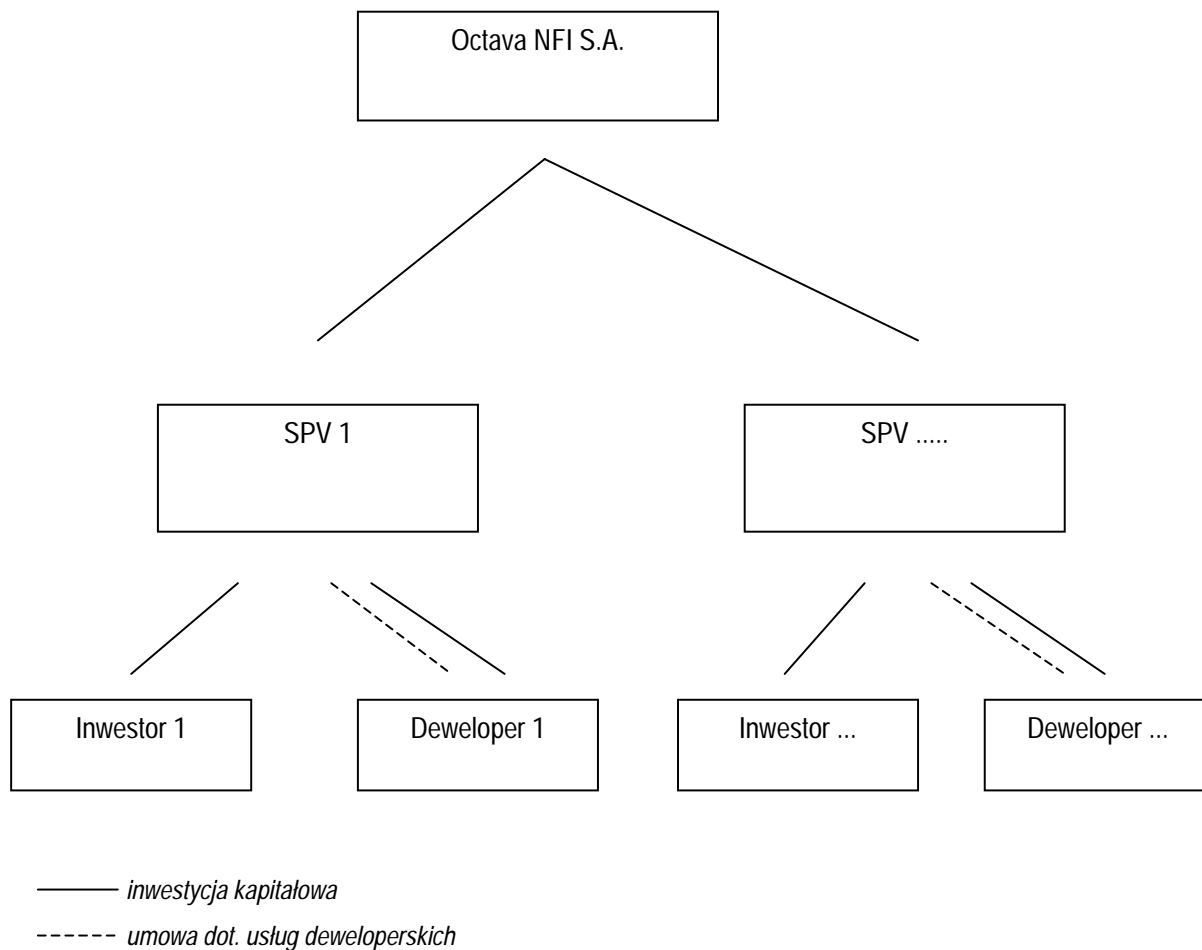 Octava NFI S.A.
SPV 1
SPV .....
Inwestor 1
Deweloper 1
Inwestor ...
Deweloper ...
inwestycja kapitałowa
umowa dot. usług deweloperskich